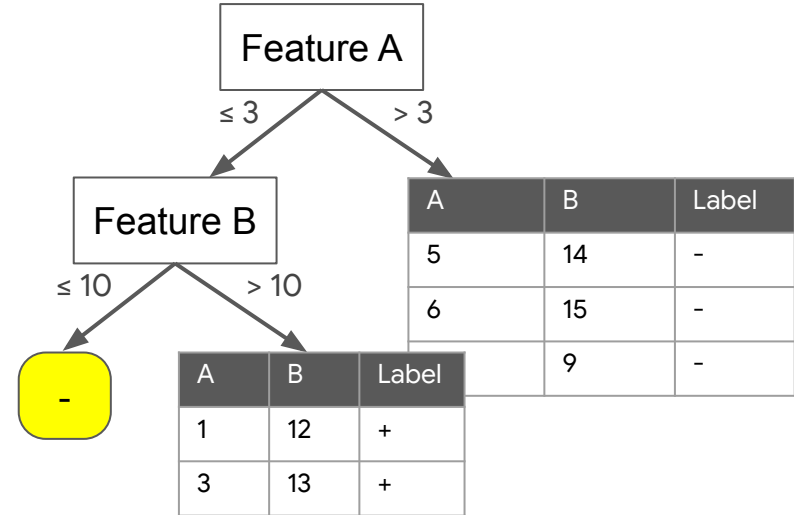 Feature A
≤ 3 > 3
Feature B
≤ 10 > 10
A B Label
5 14 -
6 15 -
9 -
-
A B Label
1 12 +
3 13 +